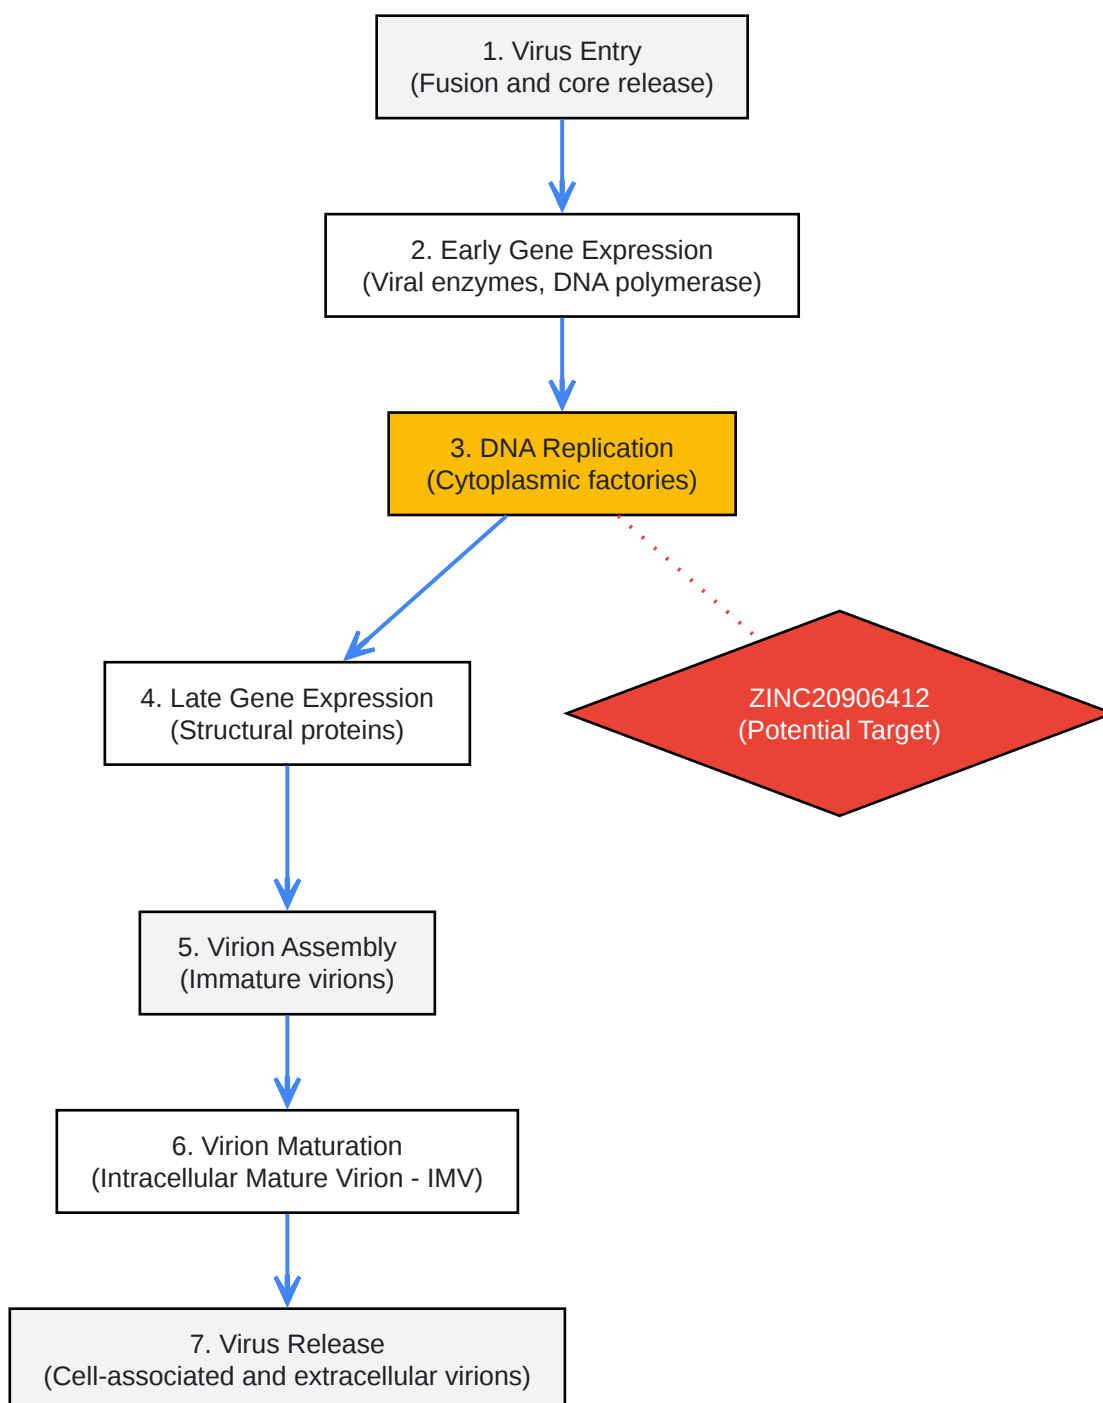 1. Virus Entry
(Fusion and core release)
2. Early Gene Expression
(Viral enzymes, DNA polymerase)
3. DNA Replication
(Cytoplasmic factories)
4. Late Gene Expression
(Structural proteins)
ZINC20906412
(Potential Target)
5. Virion Assembly
(Immature virions)
6. Virion Maturation
(Intracellular Mature Virion - IMV)
7. Virus Release
(Cell-associated and extracellular virions)